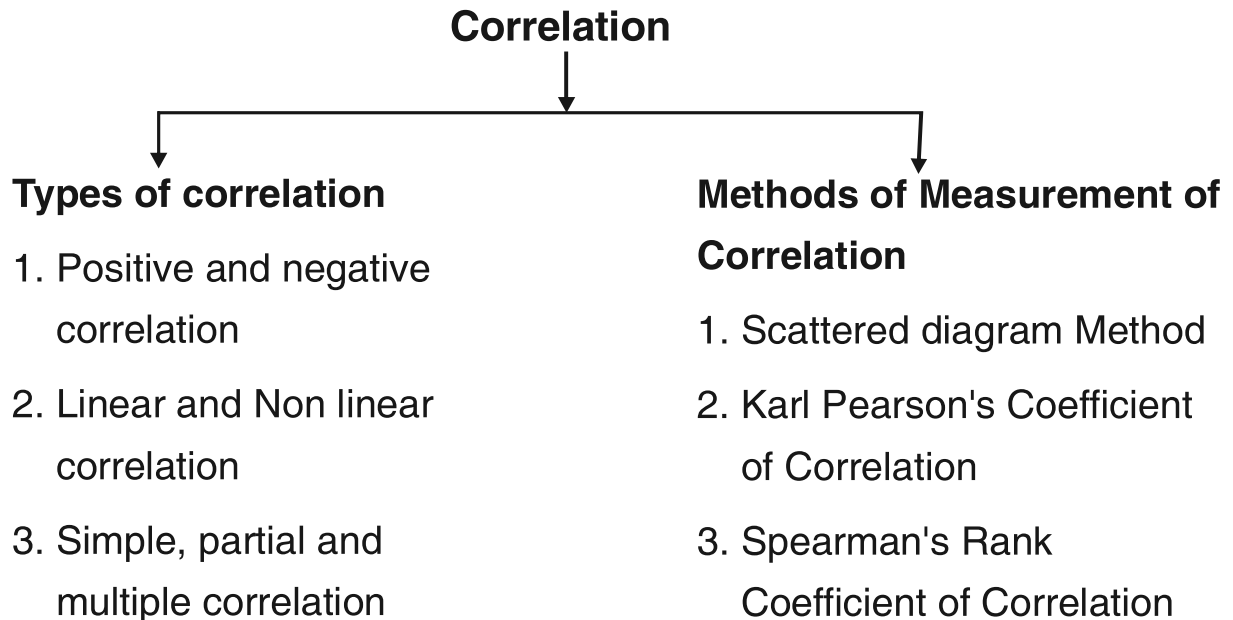 Correlation
Types of correlation
1. Positive and negative
correlation
2. Linear and Non linear
correlation
3. Simple, partial and
multiple correlation
Methods of Measurement of
Correlation
1. Scattered diagram Method
2. Karl Pearson's Coefficient
of Correlation
3. Spearman's Rank
Coefficient of Correlation